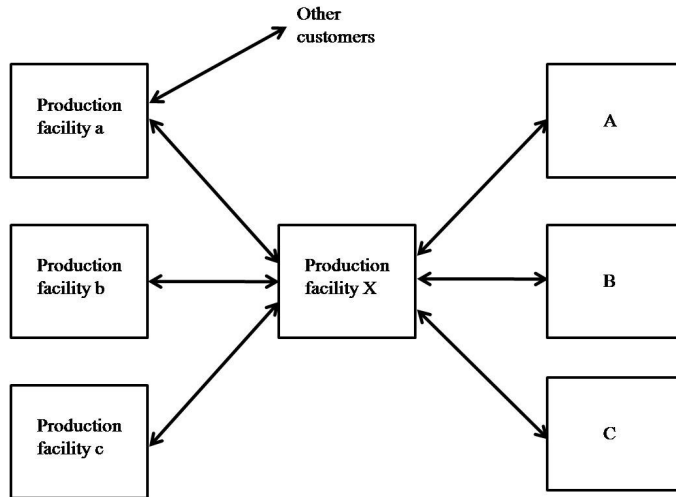 Other
customers
Production
facility a
A
Production
facility b
Production
facility X
B
Production
facility c
C